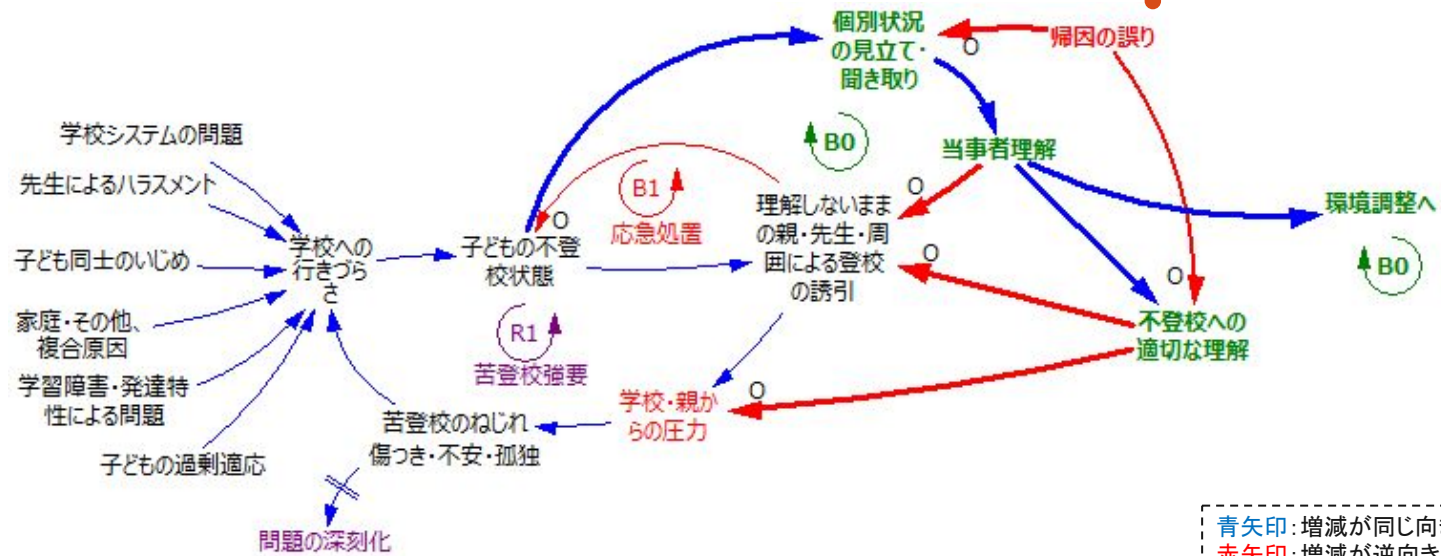 個別状況
の見立て・
聞き取り
O
帰因の誤り
学校システムの問題
先生によるハラスメント
子ども同士のいじめ
家庭・その他、
複合原因
学習障害・発達特
性による問題
子どもの過剰適応
学校への
行きづら
さ
子どもの不登
校状態
O
B1
応急処置
R1
苦登校強要
B0
当事者理解
O
理解しないまま
の親・先生・周
囲による登校
の誘引
O
環境調整へ
B0
O
不登校への
適切な理解
学校・親か
らの圧力
O
苦登校のねじれ
傷つき・不安・孤独
問題の深刻化
青矢印:増減が同じ向
赤矢印:増減が逆向き